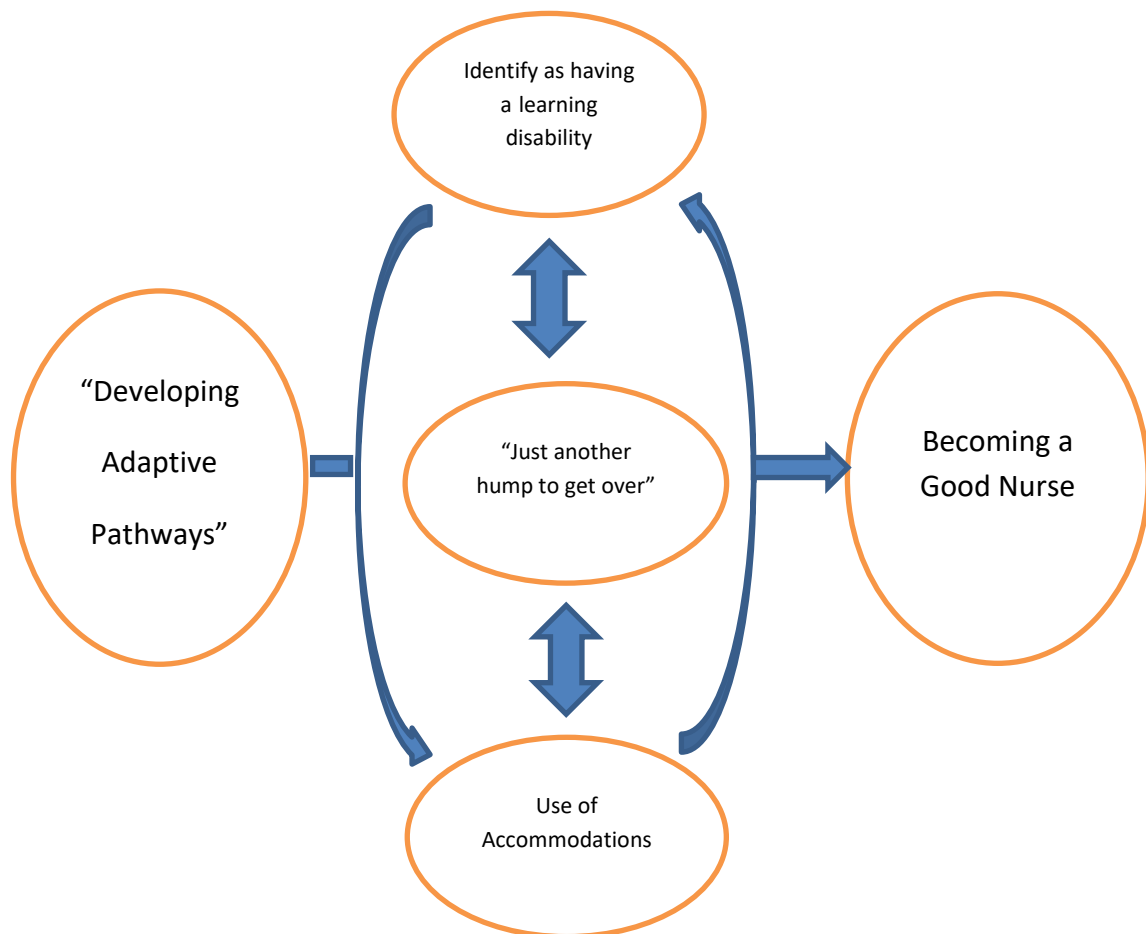 Identify as having
a learning
disability
“Developing
Adaptive
Pathways”
“Just another
hump to get over”
Becoming a
Good Nurse
Use of
Accommodations